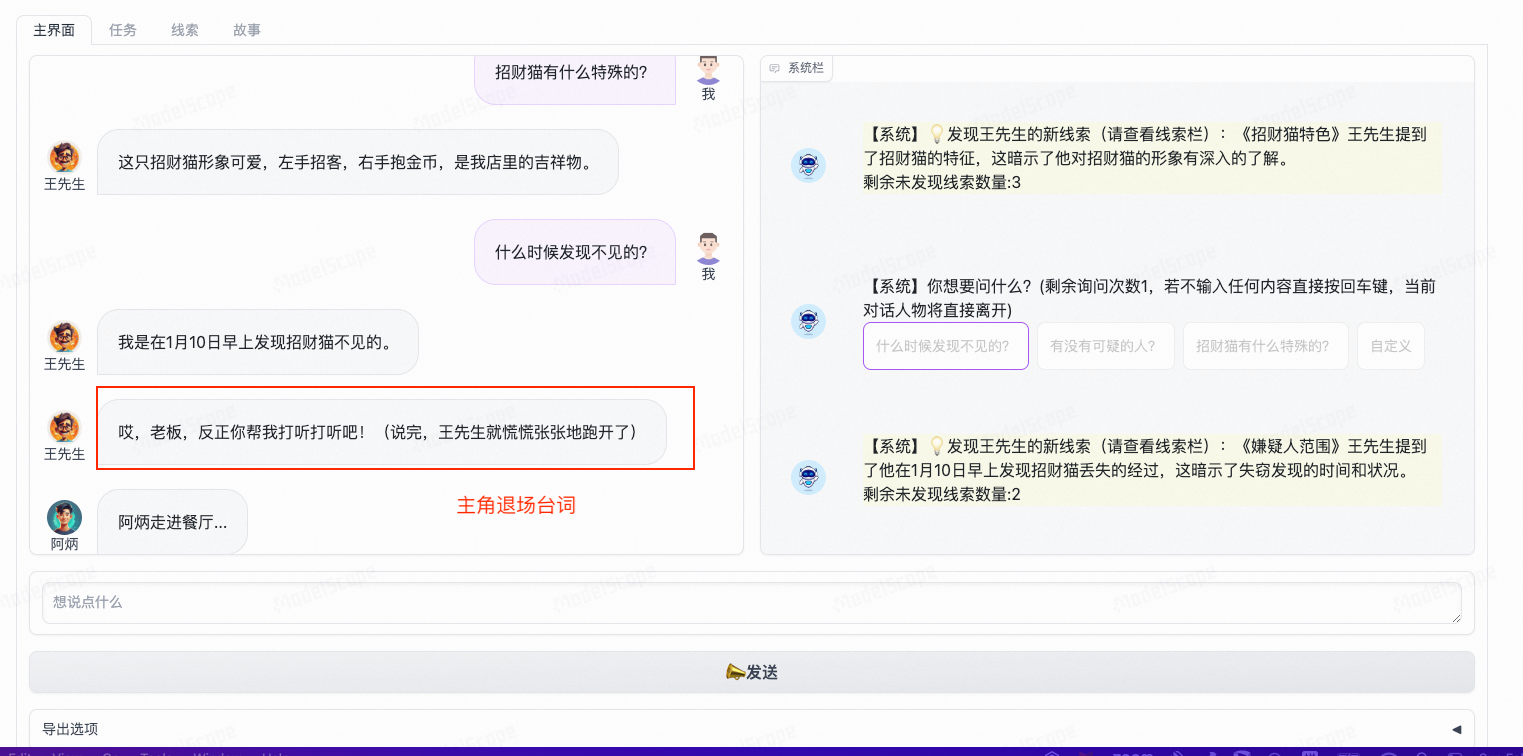 主界面
任务
线索
故事
招财猫有什么特殊的?
我
这只招财猫形象可爱，左手招客，右手抱金币，是我店里的吉祥物。
王先生
什么时候发现不见的?
我
我是在1月10日早上发现招财猫不见的。
王先生
哎，老板，反正你帮我打听打听吧！（说完，王先生就慌慌张张地跑开了）
王先生
主角退场台词
阿炳走进餐厅...
阿炳
系统栏
【系统】💡发现王先生的新线索（请查看线索栏）：《招财猫特色》王先生提到
了招财猫的特征，这暗示了他对招财猫的形象有深入的了解。
剩余未发现线索数量:3
【系统】你想要问什么？(剩余询问次数1，若不输入任何内容直接按回车键，当前
对话人物将直接离开)
什么时候发现不见的?
有没有可疑的人?
招财猫有什么特殊的?
自定义
【系统】💡发现王先生的新线索（请查看线索栏）：《嫌疑人范围》王先生提到
了他在1月10日早上发现招财猫丢失的经过，这暗示了失窃发现的时间和状况。
剩余未发现线索数量:2
想说点什么
📣发送
导出选项
ModelScope